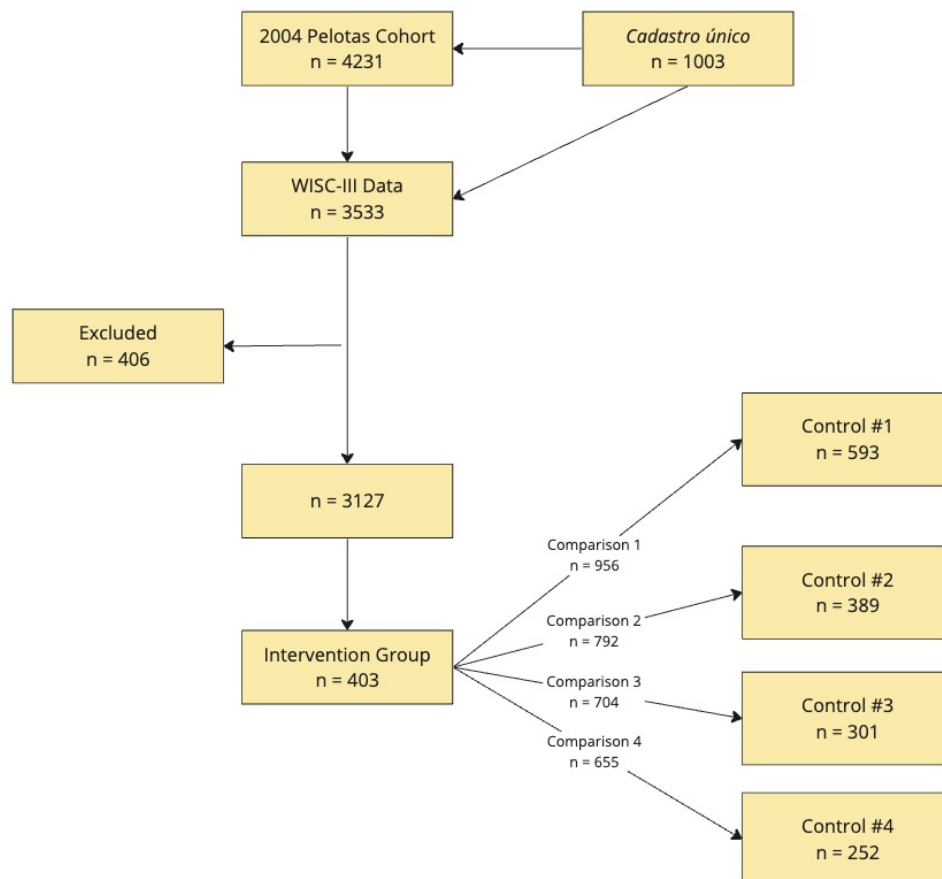 2004 Pelotas Cohort
n = 4231
Cadastro único
n = 1003
WISC-III Data
n = 3533
Excluded
n = 406
n = 3127
Intervention Group
n = 403
Comparison 1
n = 956
Comparison 2
n = 792
Comparison 3
n = 704
Comparison 4
n = 655
Control #1
n = 593
Control #2
n = 389
Control #3
n = 301
Control #4
n = 252